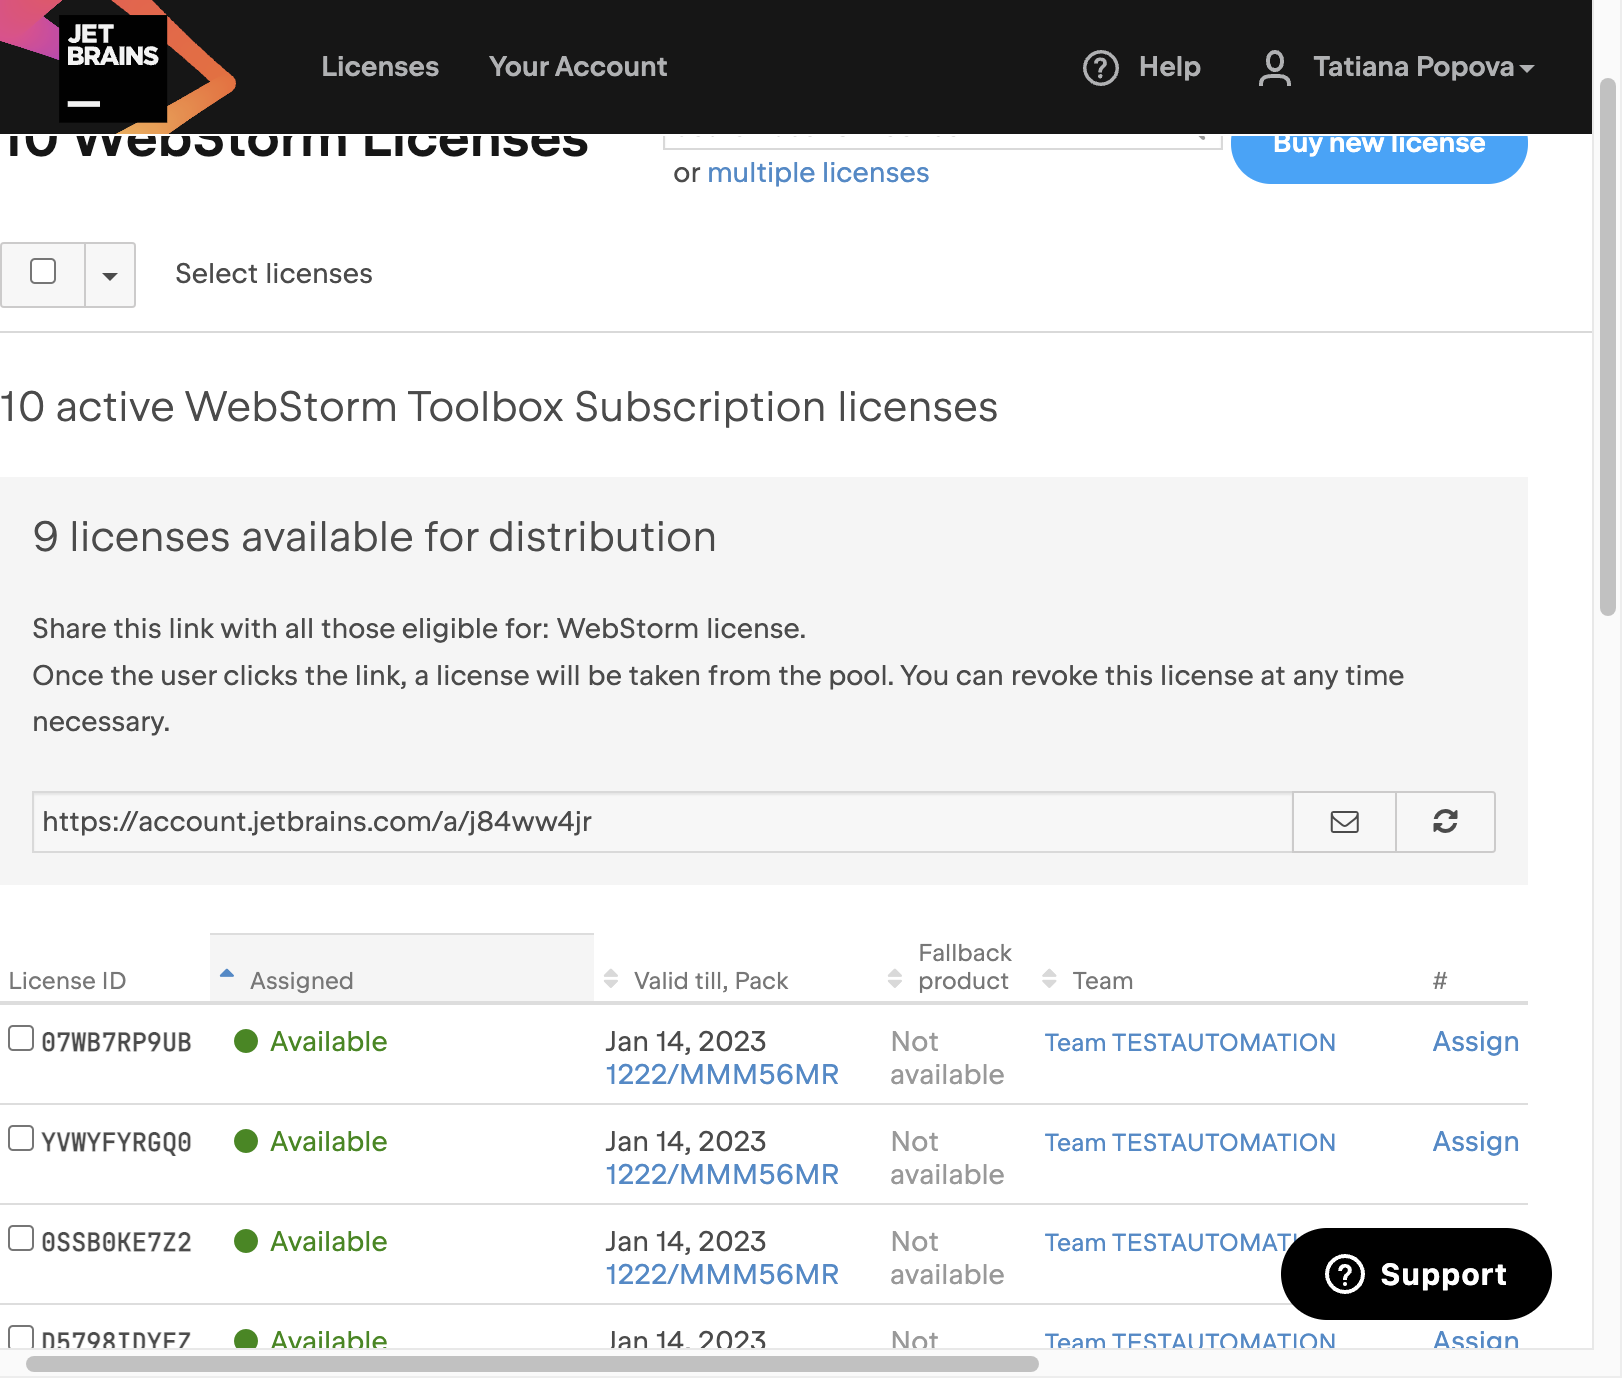 JET
BRAINS
Licenses
Your Account
Help
Tatiana Popova
10 WebStorm Licenses
Buy new license
or multiple licenses
Select licenses
10 active WebStorm Toolbox Subscription licenses
9 licenses available for distribution
Share this link with all those eligible for: WebStorm license.
Once the user clicks the link, a license will be taken from the pool. You can revoke this license at any time
necessary.
https://account.jetbrains.com/a/j84ww4jr
License ID
Assigned
Valid till, Pack
Fallback
product
Team
#
07WB7RP9UB
Available
Jan 14, 2023
1222/MMM56MR
Not
available
Team TESTAUTOMATION
Assign
YVWYFYRGQ0
Available
Jan 14, 2023
1222/MMM56MR
Not
available
Team TESTAUTOMATION
Assign
0SSB0KE7Z2
Available
Jan 14, 2023
1222/MMM56MR
Not
available
Team TESTAUTOMATI
Support
Available
Jan 14, 2023
Not
Team TESTAUTOMATION
Assign